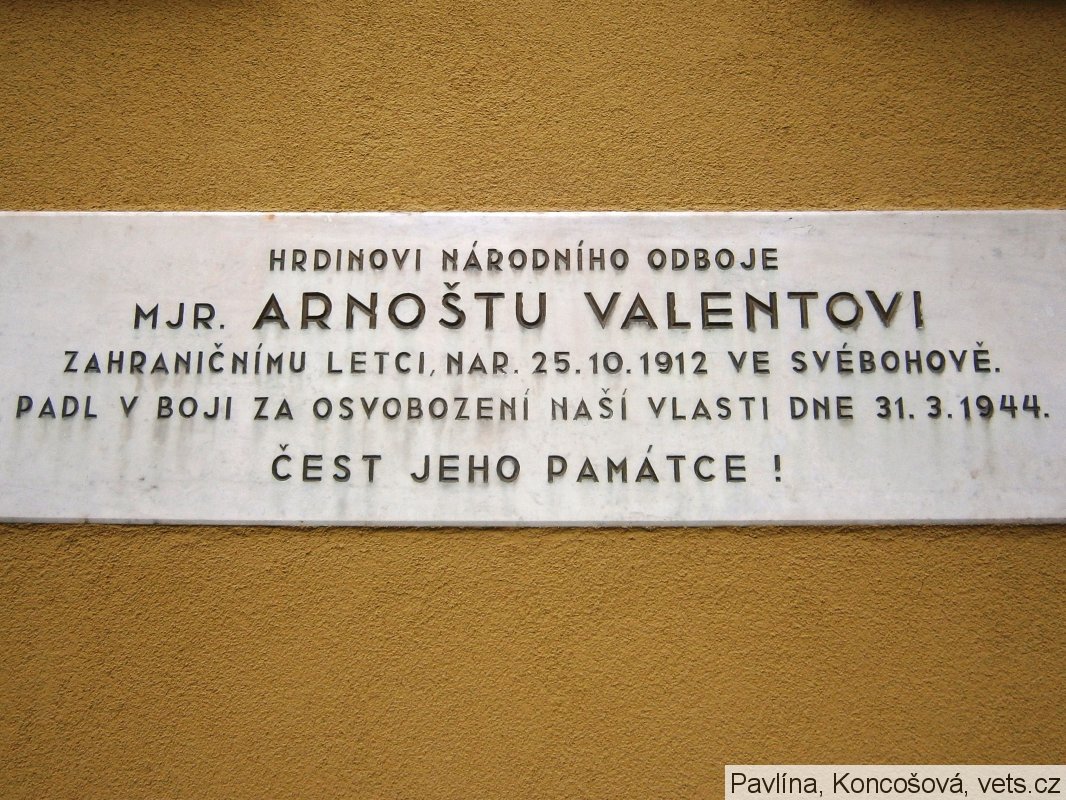 HRDINOVI NÁRODNÍHO ODBOJE
MJR. ARNOŠTU VALENTOVI
ZAHRANIČNÍMU LETCI, NAR. 25. 10. 1912 VE SVÉBOHOVĚ.
PADL V BOJI ZA OSVOBOZENÍ NAŠÍ VLASTI DNE 31. 3. 1944.
ČEST JEHO PAMÁTCE !
Pavlína, Koncošová, vets.cz